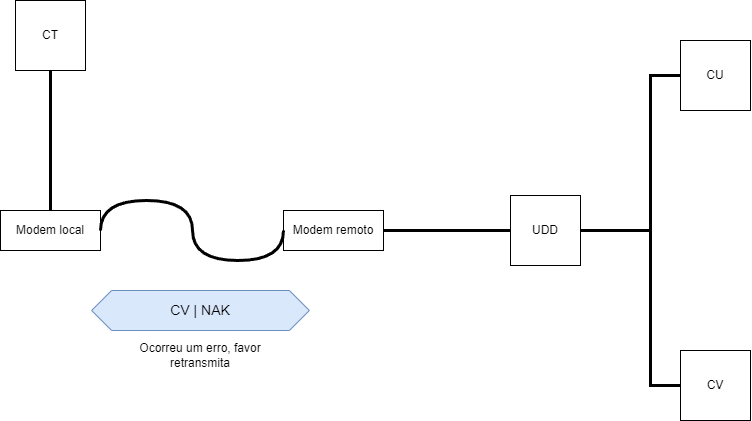 CT
CU
Modem local
Modem remoto
UDD
CV | NAK
Ocorreu um erro, favor
retransmita
CV